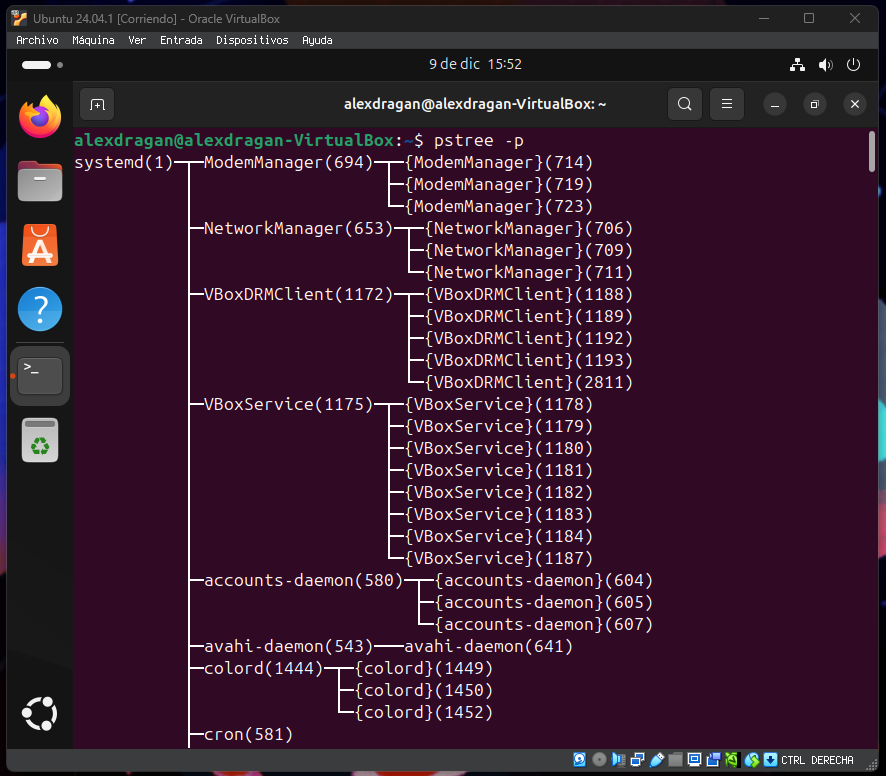 Ubuntu 24.04.1 [Corriendo] - Oracle VirtualBox
Archivo Máquina Ver Entrada Dispositivos Ayuda
9 de dic 15:52
alexdragan@alexdragan-VirtualBox: ~
alexdragan@alexdragan-VirtualBox:~$ pstree -p
systemd(1)─┬─ModemManager(694)─┬─{ModemManager}(714)
├─{ModemManager}(719)
└─{ModemManager}(723)
├─NetworkManager(653)─┬─{NetworkManager}(706)
├─{NetworkManager}(709)
└─{NetworkManager}(711)
├─VBoxDRMClient(1172)─┬─{VBoxDRMClient}(1188)
├─{VBoxDRMClient}(1189)
├─{VBoxDRMClient}(1192)
├─{VBoxDRMClient}(1193)
└─{VBoxDRMClient}(2811)
├─VBoxService(1175)─┬─{VBoxService}(1178)
├─{VBoxService}(1179)
├─{VBoxService}(1180)
├─{VBoxService}(1181)
├─{VBoxService}(1182)
├─{VBoxService}(1183)
├─{VBoxService}(1184)
└─{VBoxService}(1187)
├─accounts-daemon(580)─┬─{accounts-daemon}(604)
├─{accounts-daemon}(605)
└─{accounts-daemon}(607)
├─avahi-daemon(543)───avahi-daemon(641)
├─colord(1444)─┬─{colord}(1449)
├─{colord}(1450)
└─{colord}(1452)
├─cron(581)
CTRL DERECHA